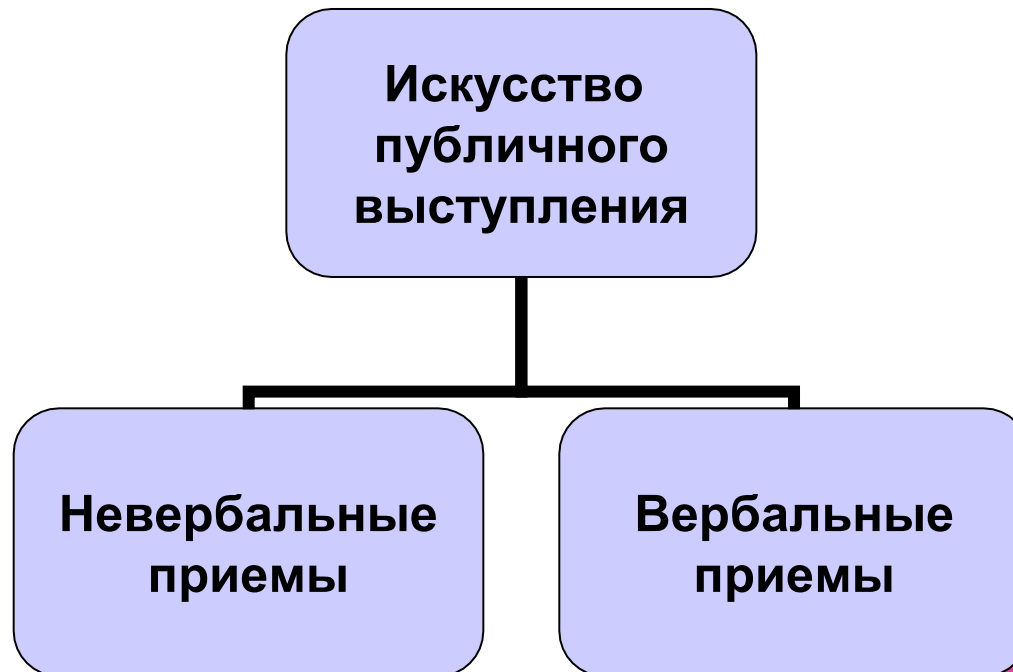 Искусство
публичного
выступления
Невербальные
приемы
Вербальные
приемы